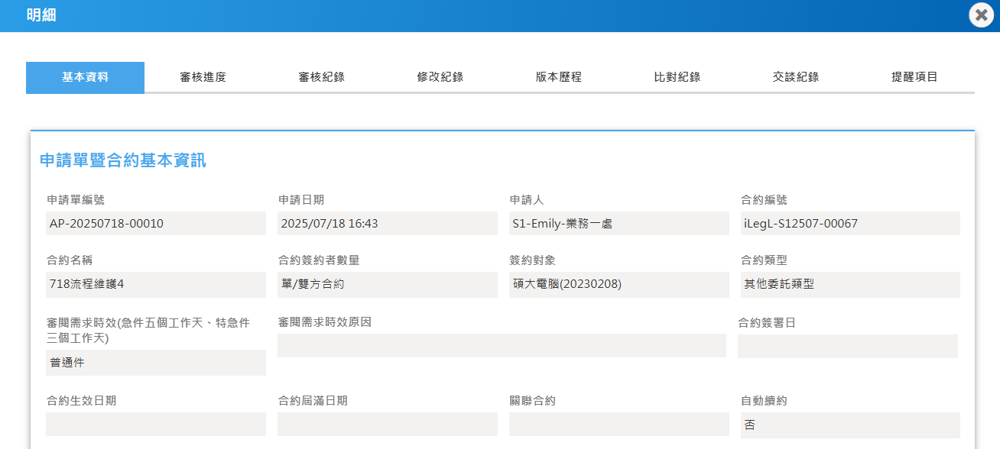 明細
基本資料 審核進度 審核紀錄 修改紀錄 版本歷程 比對紀錄 交談紀錄 提醒項目
申請單暨合約基本資訊
申請單編號 申請日期 申請人 合約編號
AP-20250718-00010 2025/07/18 16:43 S1-Emily-業務一處 iLegL-S12507-00067
合約名稱 合約簽約者數量 簽約對象 合約類型
718流程維護4 單/雙方合約 碩大電腦(20230208) 其他委託類型
審閱需求時效(急件五個工作天、特急件 審閱需求時效原因 合約簽署日
三個工作天)
普通件
合約生效日期 合約屆滿日期 關聯合約 自動續約
否